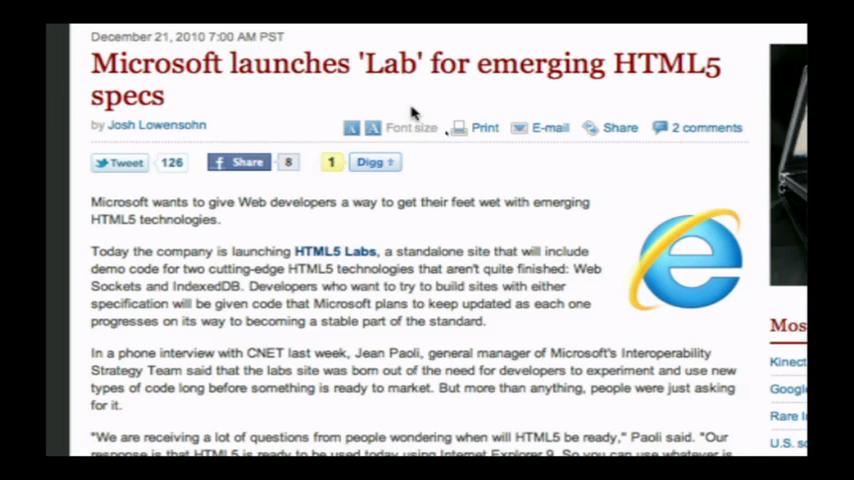 December 21, 2010 7:00 AM PST
Microsoft launches 'Lab' for emerging HTML5
specs
by Josh Lowensohn
A A Font size Print E-mail Share 2 comments
Tweet 126 f Share 8 1 Digg
Microsoft wants to give Web developers a way to get their feet wet with emerging
HTML5 technologies.
Today the company is launching HTML5 Labs, a standalone site that will include
demo code for two cutting-edge HTML5 technologies that aren't quite finished: Web
Sockets and IndexedDB. Developers who want to try to build sites with either
specification will be given code that Microsoft plans to keep updated as each one
progresses on its way to becoming a stable part of the standard.
In a phone interview with CNET last week, Jean Paoli, general manager of Microsoft's Interoperability
Strategy Team said that the labs site was born out of the need for developers to experiment and use new
types of code long before something is ready to market. But more than anything, people were just asking
for it.
"We are receiving a lot of questions from people wondering when will HTML5 be ready," Paoli said. "Our
response is that HTML5 is ready to be used today using Internet Explorer 9. So you can use whatever is
Mos
Kinect
Google
Rare I
U.S. so